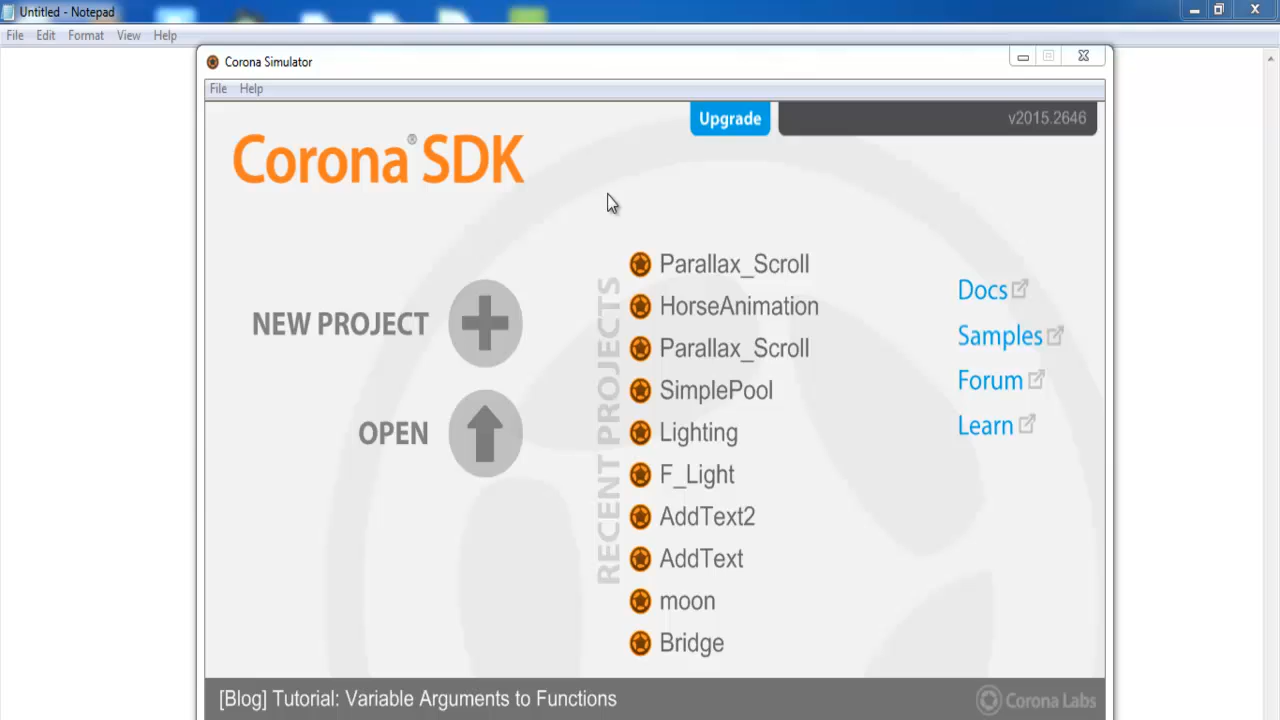 Untitled - Notepad
File Edit Format View Help
Corona Simulator
File Help
Upgrade
v2015.2646
Corona® SDK
NEW PROJECT
OPEN
RECENT PROJECTS
Parallax_Scroll
HorseAnimation
Parallax_Scroll
SimplePool
Lighting
F_Light
AddText2
AddText
moon
Bridge
Docs
Samples
Forum
Learn
[Blog] Tutorial: Variable Arguments to Functions
Corona Labs